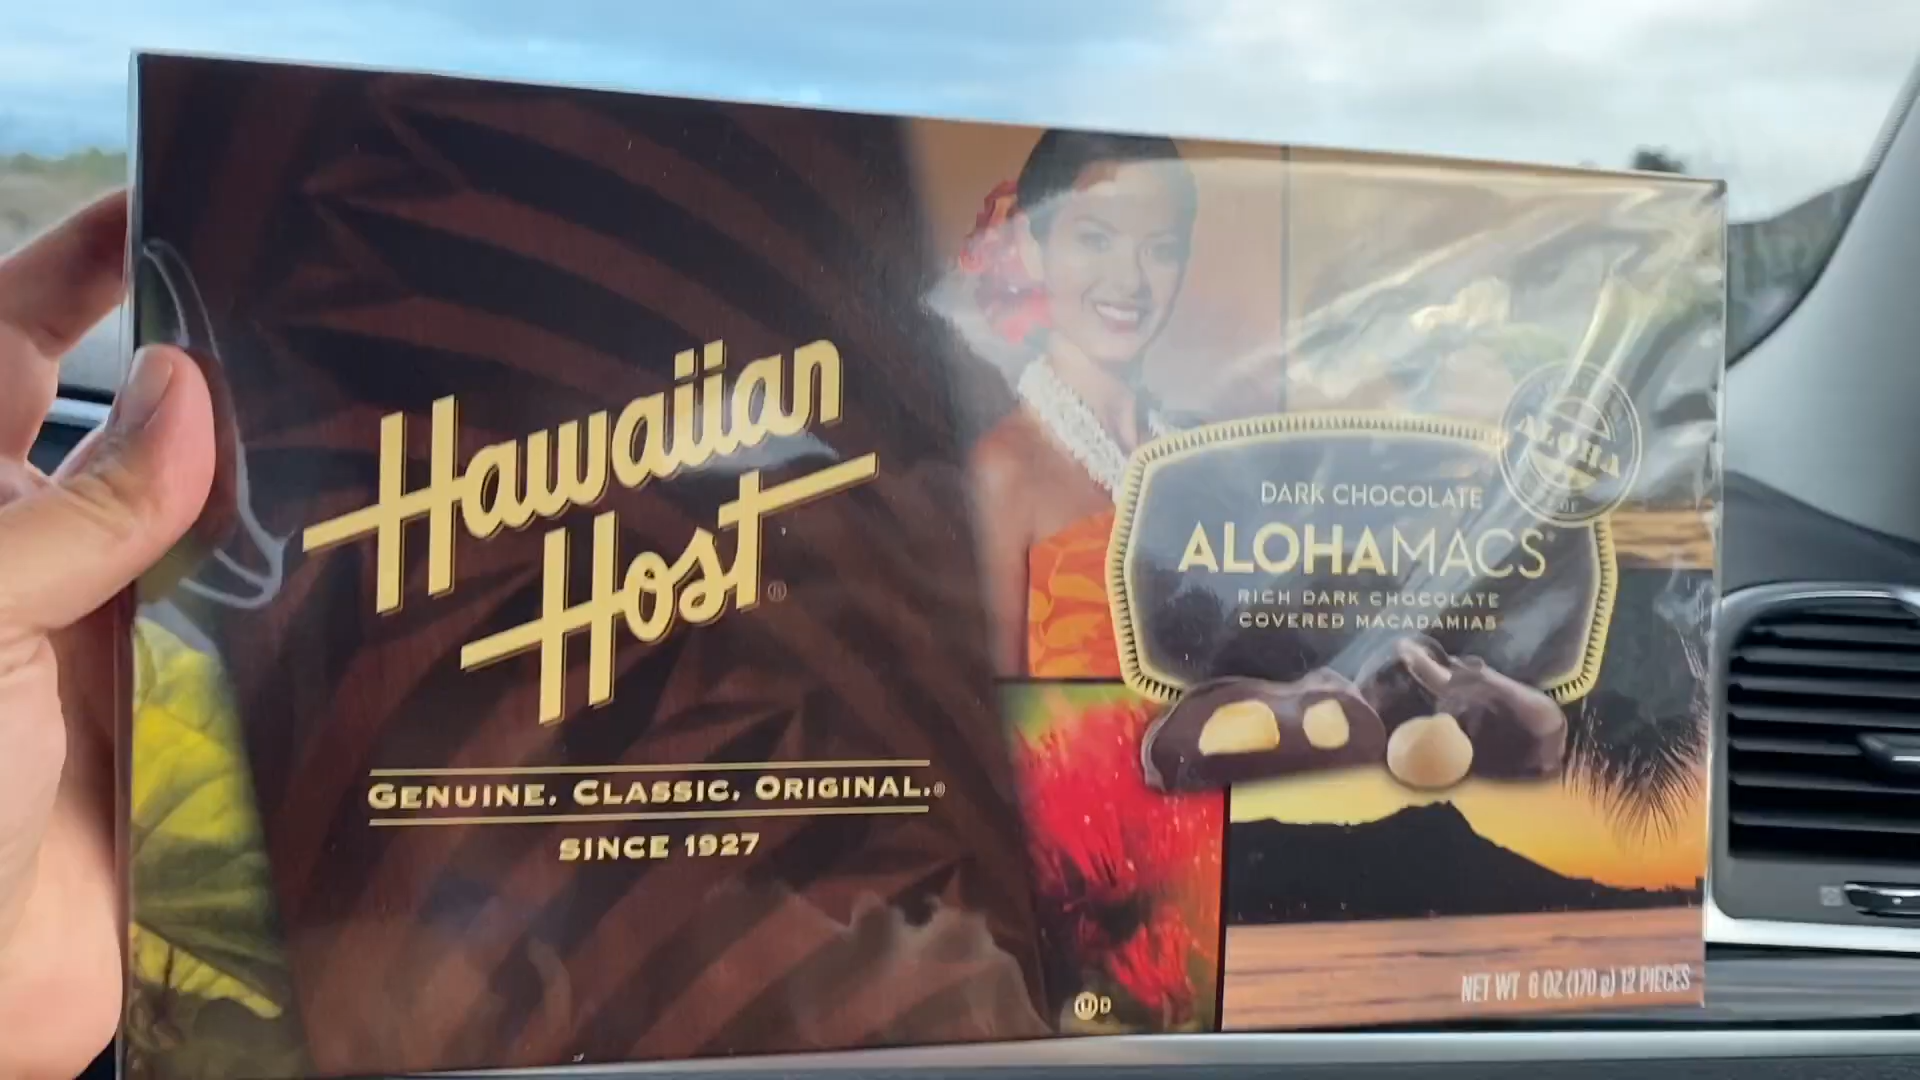 Hawaiian
Host®
GENUINE. CLASSIC. ORIGINAL.®
SINCE 1927
ALOHA
DARK CHOCOLATE
ALOHAMACS®
RICH DARK CHOCOLATE
COVERED MACADAMIAS
UD
NET WT 6 OZ (170 g) 12 PIECES